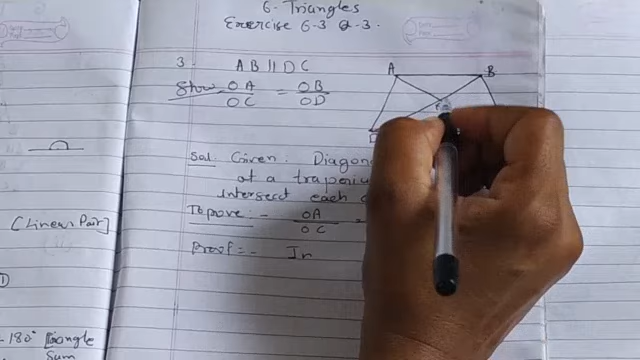 6. Triangles
Exercise 6.3 Q.3.
3 AB || DC
Show OA / OC = OB / OD
A B
Sol. Given: Diagon
of a trapeziu
intersect each
To prove:- OA / OC =
Proof:- In
[Linear Pair]
180° Triangle
Sum